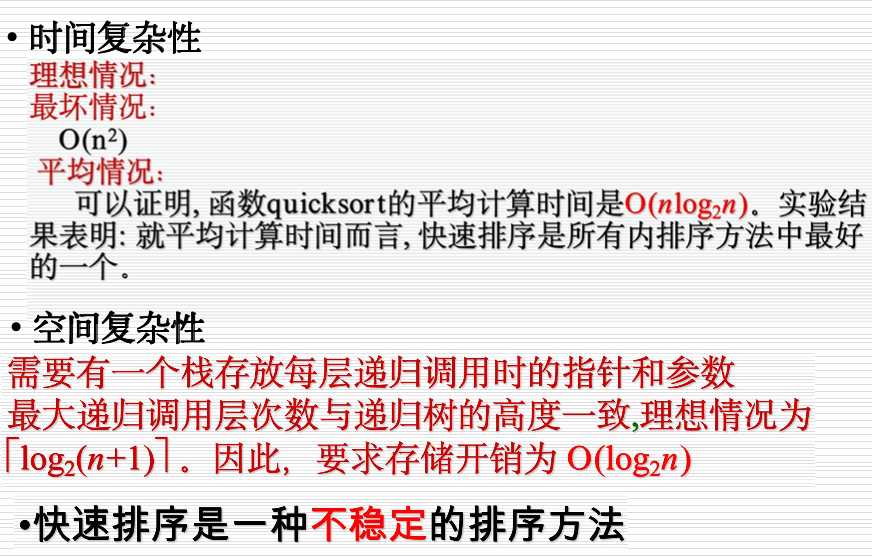 • 时间复杂性
理想情况：
最坏情况：
O(n²)
平均情况：
可以证明, 函数quicksort的平均计算时间是O(nlog₂n)。实验结
果表明: 就平均计算时间而言, 快速排序是所有内排序方法中最好
的一个。
• 空间复杂性
需要有一个栈存放每层递归调用时的指针和参数
最大递归调用层次数与递归树的高度一致,理想情况为
⌈log₂(n+1)⌉。因此，要求存储开销为 O(log₂n)
•快速排序是一种不稳定的排序方法